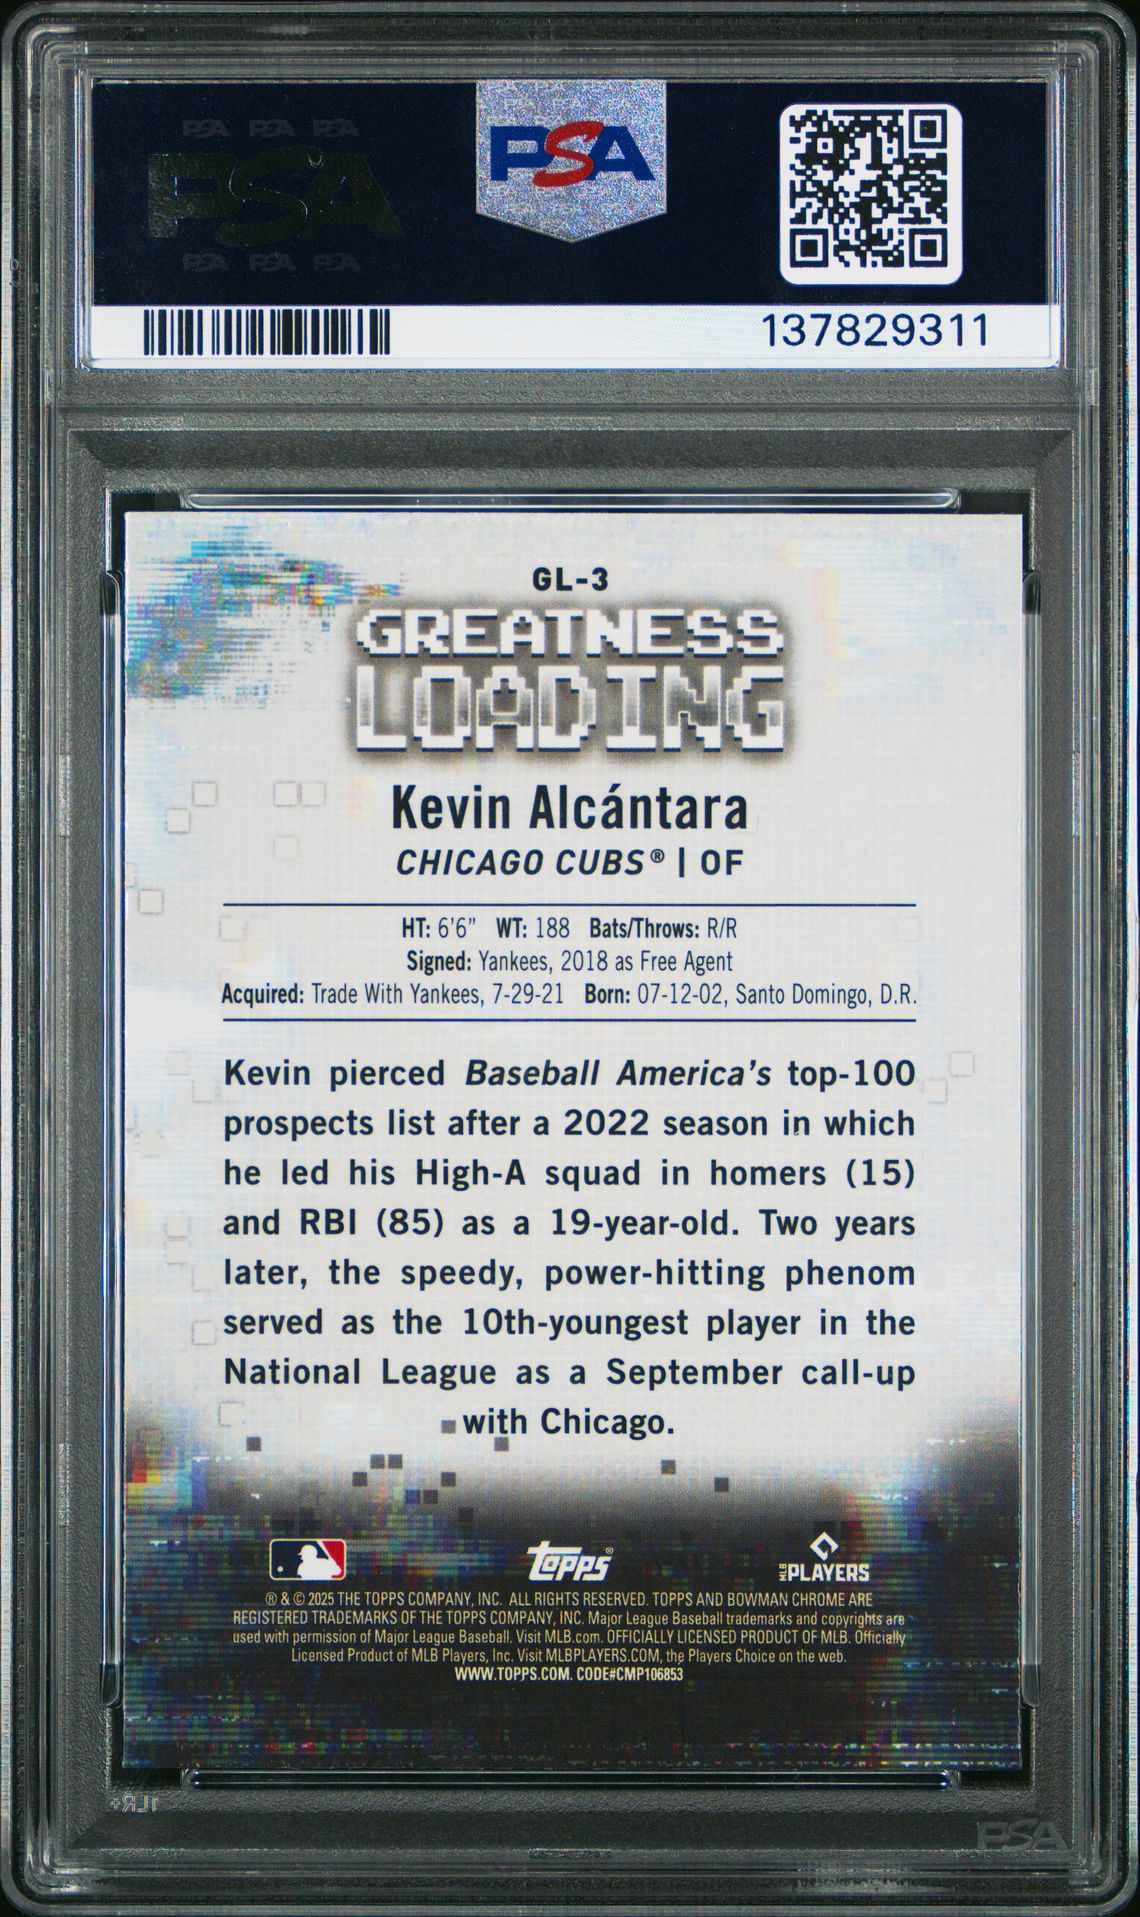 PSA PSA PSA
PSA
PSA PSA PSA
PSA
137829311
GL-3
GREATNESS
LOADING
Kevin Alcántara
CHICAGO CUBS® | OF
HT: 6'6" WT: 188 Bats/Throws: R/R
Signed: Yankees, 2018 as Free Agent
Acquired: Trade With Yankees, 7-29-21 Born: 07-12-02, Santo Domingo, D.R.
Kevin pierced Baseball America's top-100
prospects list after a 2022 season in which
he led his High-A squad in homers (15)
and RBI (85) as a 19-year-old. Two years
later, the speedy, power-hitting phenom
served as the 10th-youngest player in the
National League as a September call-up
with Chicago.
Topps®
MLB PLAYERS
® & © 2025 THE TOPPS COMPANY, INC. ALL RIGHTS RESERVED. TOPPS AND BOWMAN CHROME ARE
REGISTERED TRADEMARKS OF THE TOPPS COMPANY, INC. Major League Baseball trademarks and copyrights are
used with permission of Major League Baseball. Visit MLB.com. OFFICIALLY LICENSED PRODUCT OF MLB. Officially
Licensed Product of MLB Players, Inc. Visit MLBPLAYERS.COM, the Players Choice on the web.
WWW.TOPPS.COM. CODE#CMP106853
PSA